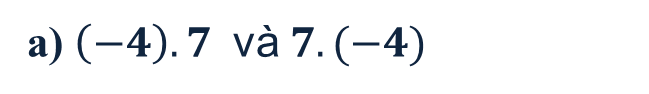 a) (−4). 7 và 7. (−4)